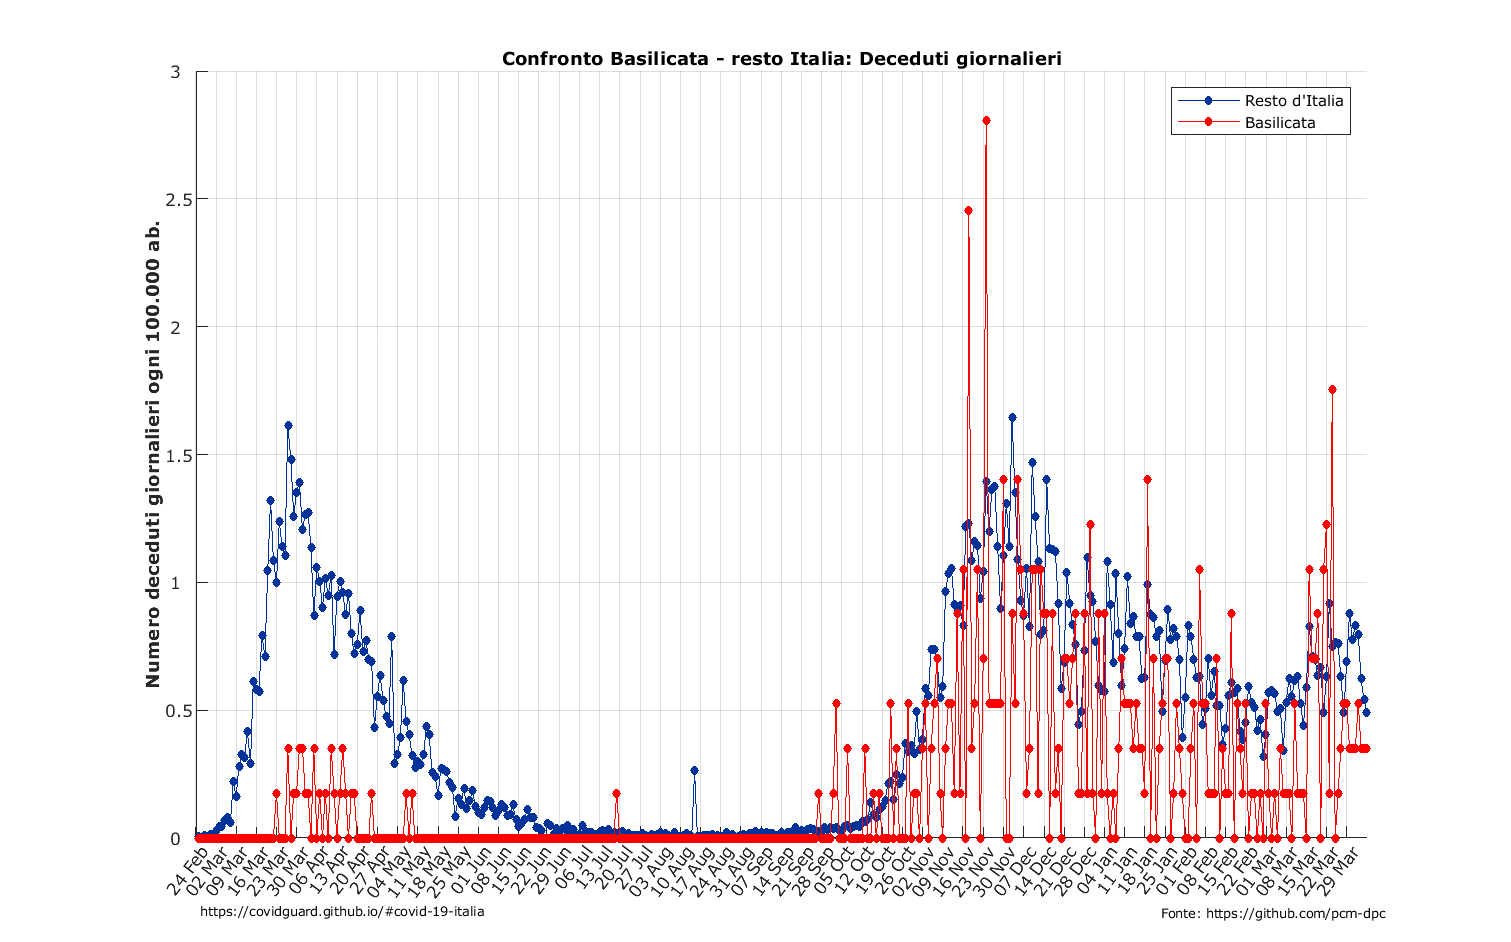 Confronto Basilicata - resto Italia: Deceduti giornalieri
Resto d'Italia
Basilicata
Numero deceduti giornalieri ogni 100.000 ab.
3
2.5
2
1.5
1
0.5
0
24 Feb
02 Mar
09 Mar
16 Mar
23 Mar
30 Mar
06 Apr
13 Apr
20 Apr
27 Apr
04 May
11 May
18 May
25 May
01 Jun
08 Jun
15 Jun
22 Jun
29 Jun
06 Jul
13 Jul
20 Jul
27 Jul
03 Aug
10 Aug
17 Aug
24 Aug
31 Aug
07 Sep
14 Sep
21 Sep
28 Sep
05 Oct
12 Oct
19 Oct
26 Oct
02 Nov
09 Nov
16 Nov
23 Nov
30 Nov
07 Dec
14 Dec
21 Dec
28 Dec
04 Jan
11 Jan
18 Jan
25 Jan
01 Feb
08 Feb
15 Feb
22 Feb
01 Mar
08 Mar
15 Mar
22 Mar
29 Mar
https://covidguard.github.io/#covid-19-italia
Fonte: https://github.com/pcm-dpc